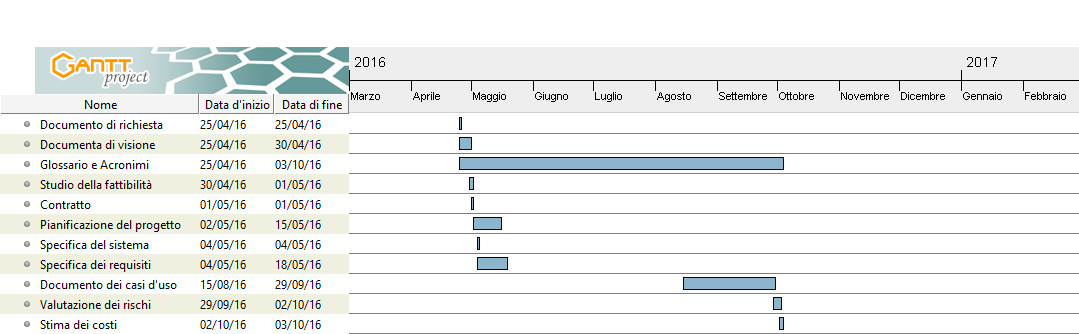 GANTT
project
2016 2017
Marzo Aprile Maggio Giugno Luglio Agosto Settembre Ottobre Novembre Dicembre Gennaio Febbraio
Nome Data d'inizio Data di fine
Documento di richiesta 25/04/16 25/04/16
Documenta di visione 25/04/16 30/04/16
Glossario e Acronimi 25/04/16 03/10/16
Studio della fattibilità 30/04/16 01/05/16
Contratto 01/05/16 01/05/16
Pianificazione del progetto 02/05/16 15/05/16
Specifica del sistema 04/05/16 04/05/16
Specifica dei requisiti 04/05/16 18/05/16
Documento dei casi d'uso 15/08/16 29/09/16
Valutazione dei rischi 29/09/16 02/10/16
Stima dei costi 02/10/16 03/10/16